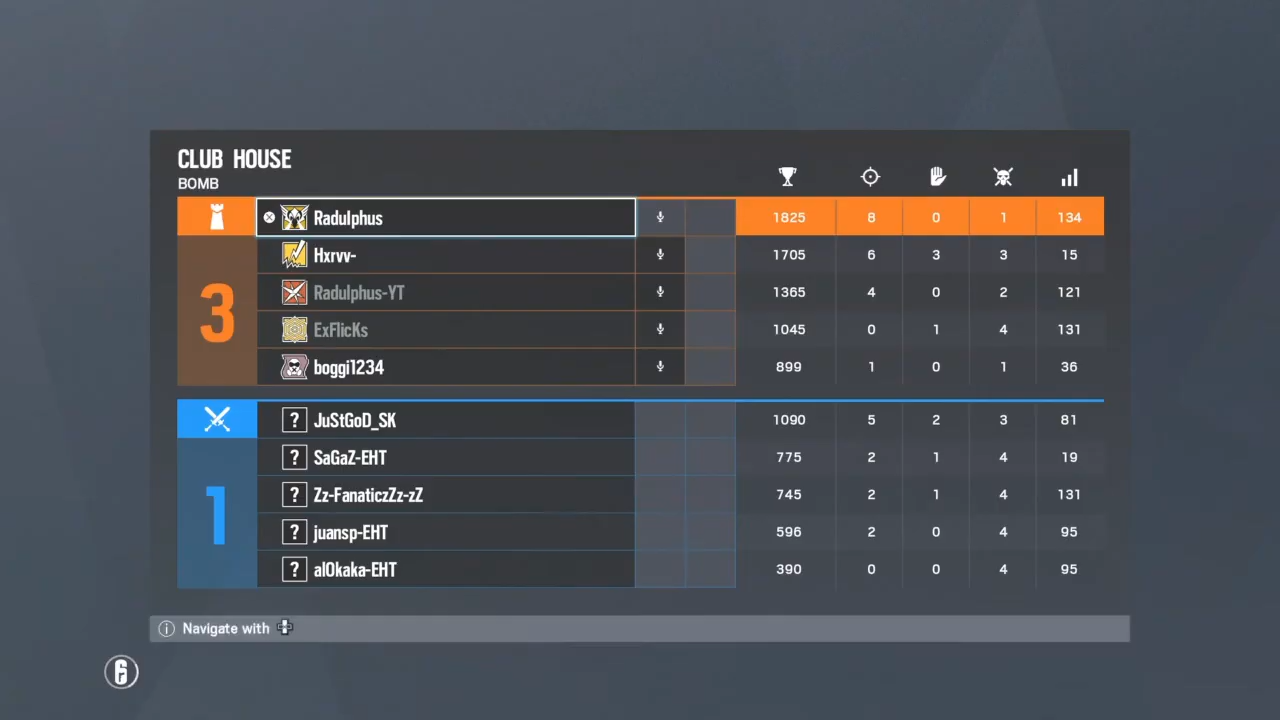 CLUB HOUSE
BOMB
Radulphus 1825 8 0 1 134
Hxrvv- 1705 6 3 3 15
3
Radulphus-YT 1365 4 0 2 121
ExFlicKs 1045 0 1 4 131
boggi1234 899 1 0 1 36
? JuStGoD_SK 1090 5 2 3 81
? SaGaZ-EHT 775 2 1 4 19
1
? Zz-FanaticzZz-zZ 745 2 1 4 131
? juansp-EHT 596 2 0 4 95
? alOkaka-EHT 390 0 0 4 95
Navigate with
6